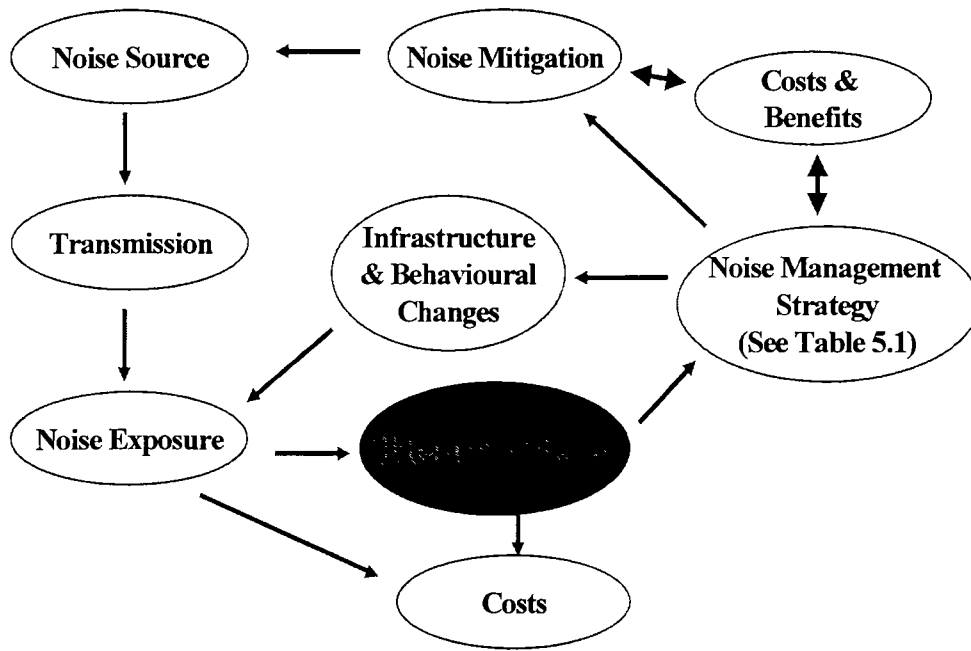 Noise Source
Noise Mitigation
Costs &
Benefits
Transmission
Infrastructure
& Behavioural
Changes
Noise Management
Strategy
(See Table 5.1)
Noise Exposure
Costs